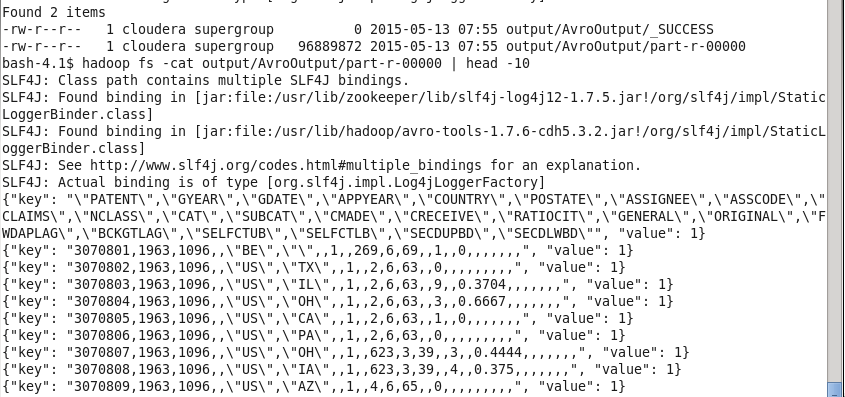 Found 2 items
-rw-r--r--   1 cloudera supergroup          0 2015-05-13 07:55 output/AvroOutput/_SUCCESS
-rw-r--r--   1 cloudera supergroup   96889872 2015-05-13 07:55 output/AvroOutput/part-r-00000
bash-4.1$ hadoop fs -cat output/AvroOutput/part-r-00000 | head -10
SLF4J: Class path contains multiple SLF4J bindings.
SLF4J: Found binding in [jar:file:/usr/lib/zookeeper/lib/slf4j-log4j12-1.7.5.jar!/org/slf4j/impl/Static
LoggerBinder.class]
SLF4J: Found binding in [jar:file:/usr/lib/hadoop/avro-tools-1.7.6-cdh5.3.2.jar!/org/slf4j/impl/StaticL
oggerBinder.class]
SLF4J: See http://www.slf4j.org/codes.html#multiple_bindings for an explanation.
SLF4J: Actual binding is of type [org.slf4j.impl.Log4jLoggerFactory]
{"key": "\"PATENT\",\"GYEAR\",\"GDATE\",\"APPYEAR\",\"COUNTRY\",\"POSTATE\",\"ASSIGNEE\",\"ASSCODE\",\"
CLAIMS\",\"NCLASS\",\"CAT\",\"SUBCAT\",\"CMADE\",\"CRECEIVE\",\"RATIOCIT\",\"GENERAL\",\"ORIGINAL\",\"F
WDAPLAG\",\"BCKGTLAG\",\"SELFCTUB\",\"SELFCTLB\",\"SECDUPBD\",\"SECDLWBD\"", "value": 1}
{"key": "3070801,1963,1096,,\"BE\",\"\",,1,,269,6,69,,1,,0,,,,,,,", "value": 1}
{"key": "3070802,1963,1096,,\"US\",\"TX\",,1,,2,6,63,,0,,,,,,,,,", "value": 1}
{"key": "3070803,1963,1096,,\"US\",\"IL\",,1,,2,6,63,,9,,0.3704,,,,,,,", "value": 1}
{"key": "3070804,1963,1096,,\"US\",\"OH\",,1,,2,6,63,,3,,0.6667,,,,,,,", "value": 1}
{"key": "3070805,1963,1096,,\"US\",\"CA\",,1,,2,6,63,,1,,0,,,,,,,", "value": 1}
{"key": "3070806,1963,1096,,\"US\",\"PA\",,1,,2,6,63,,0,,,,,,,,,", "value": 1}
{"key": "3070807,1963,1096,,\"US\",\"OH\",,1,,623,3,39,,3,,0.4444,,,,,,,", "value": 1}
{"key": "3070808,1963,1096,,\"US\",\"IA\",,1,,623,3,39,,4,,0.375,,,,,,,", "value": 1}
{"key": "3070809,1963,1096,,\"US\",\"AZ\",,1,,4,6,65,,0,,,,,,,,,", "value": 1}